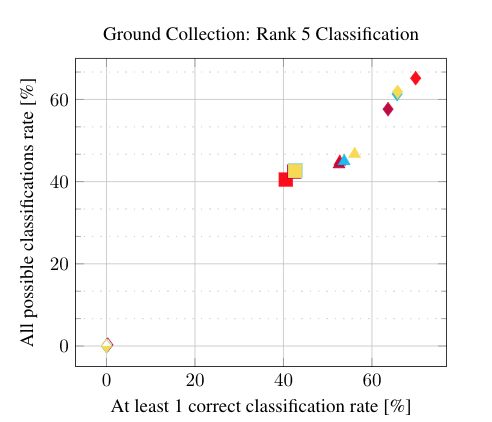 Ground Collection: Rank 5 Classification
All possible classifications rate [%]
60
40
20
0
0 20 40 60
At least 1 correct classification rate [%]